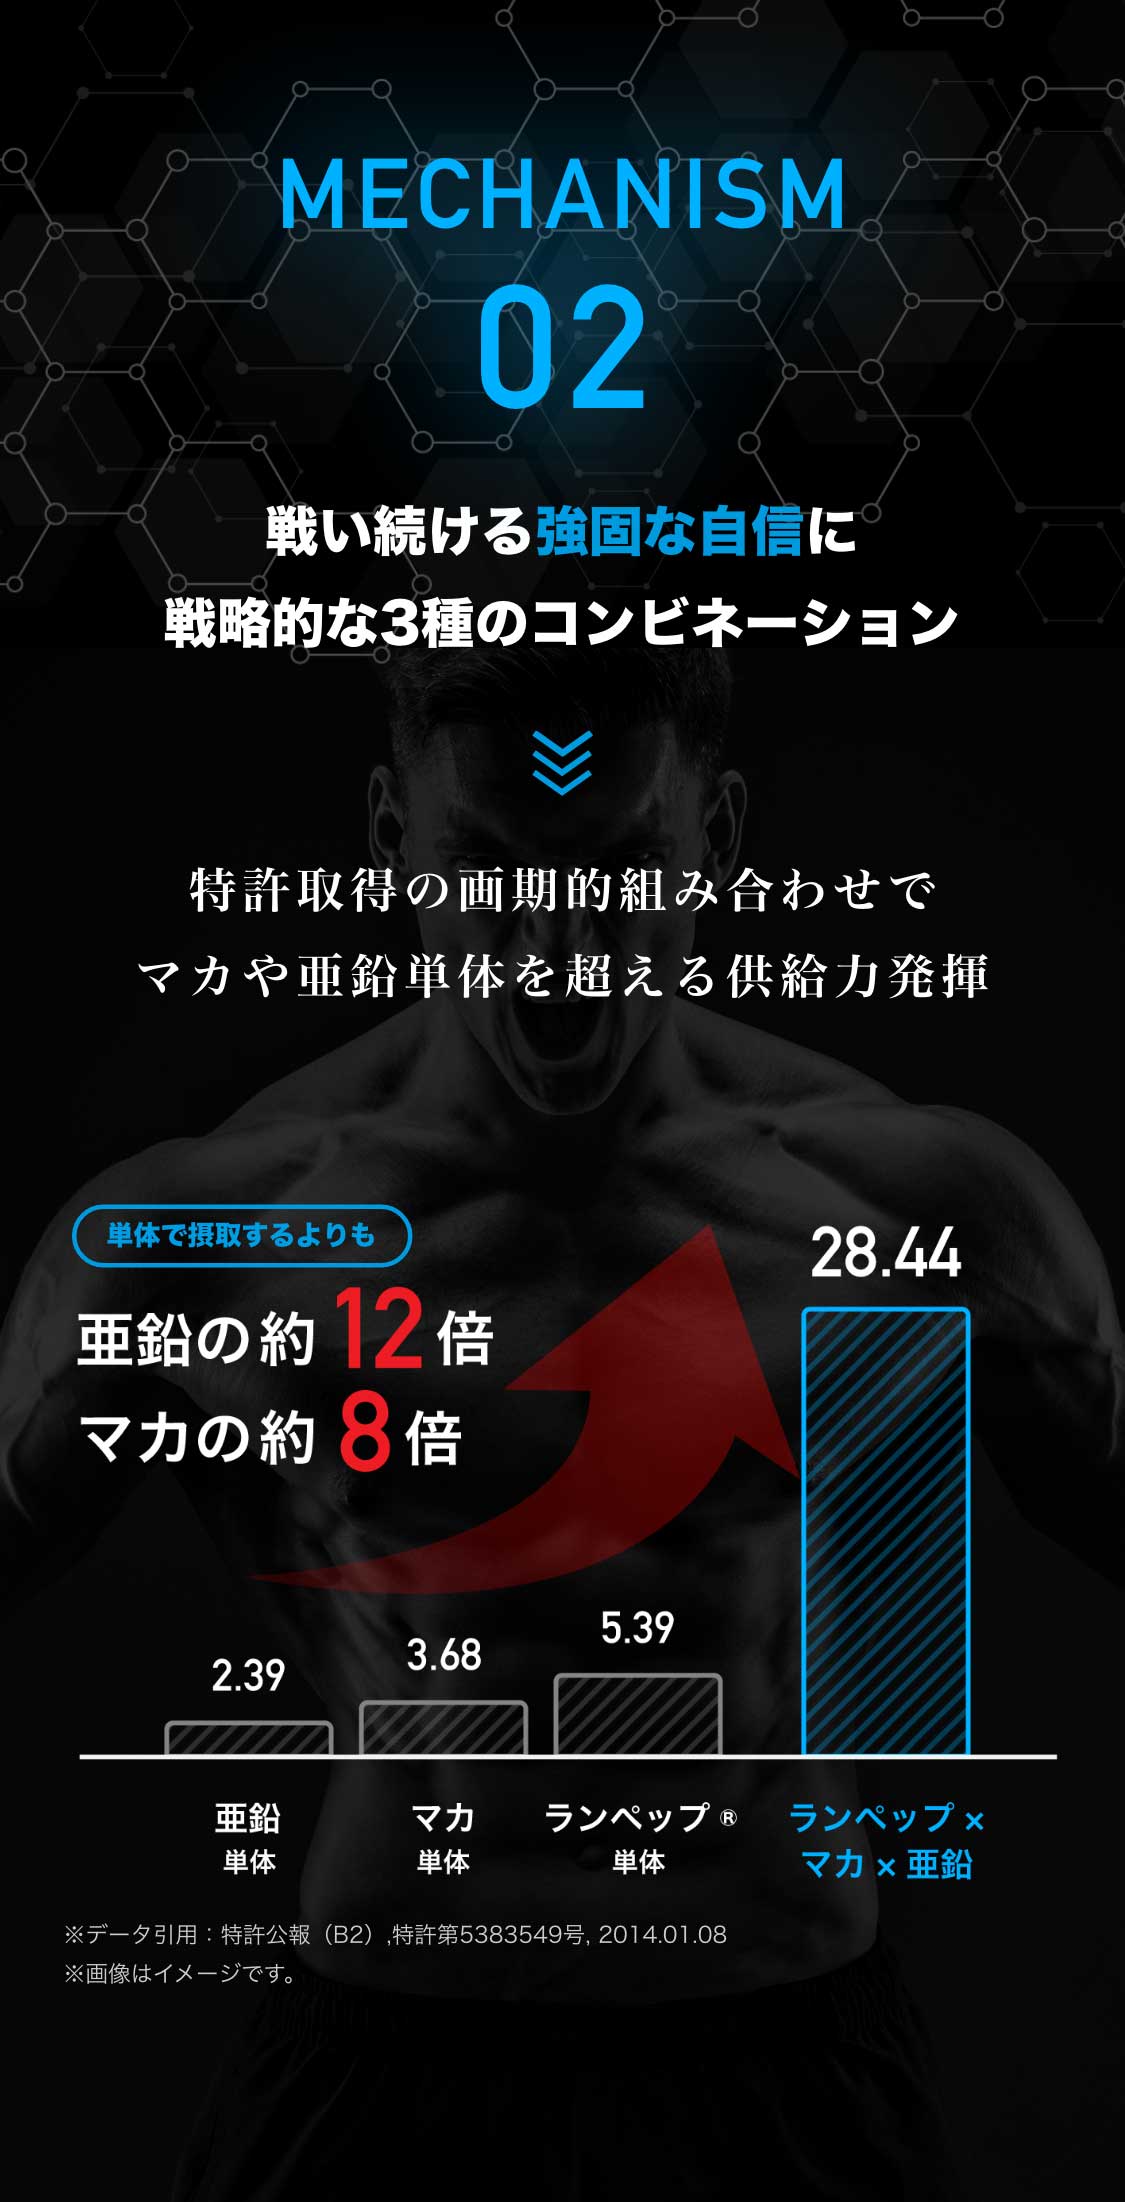 MECHANISM
02
戦い続ける強固な自信に
戦略的な3種のコンビネーション
特許取得の画期的組み合わせで
マカや亜鉛単体を超える供給力発揮
単体で摂取するよりも
亜鉛の約12倍
マカの約8倍
28.44
5.39
3.68
2.39
亜鉛
単体
マカ
単体
ランペップ®
単体
ランペップ×
マカ×亜鉛
※データ引用：特許公報（B2）,特許第5383549号, 2014.01.08
※画像はイメージです。